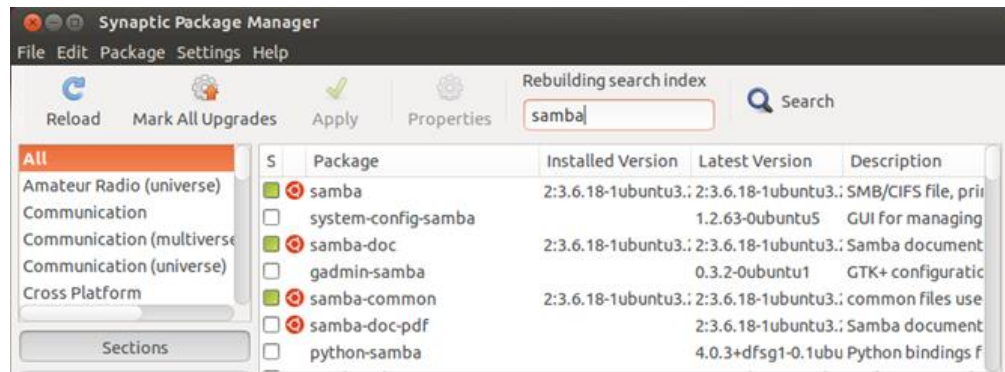 Synaptic Package Manager
File Edit Package Settings Help
Reload Mark All Upgrades Apply Properties Rebuilding search index samba Search
All
Amateur Radio (universe)
Communication
Communication (multiverse
Communication (universe)
Cross Platform
Sections
S Package Installed Version Latest Version Description
samba 2:3.6.18-1ubuntu3. 2:3.6.18-1ubuntu3. SMB/CIFS file, prin
system-config-samba 1.2.63-0ubuntu5 GUI for managing
samba-doc 2:3.6.18-1ubuntu3. 2:3.6.18-1ubuntu3. Samba document
gadmin-samba 0.3.2-0ubuntu1 GTK+ configuratic
samba-common 2:3.6.18-1ubuntu3. 2:3.6.18-1ubuntu3. common files use
samba-doc-pdf 2:3.6.18-1ubuntu3. Samba document
python-samba 4.0.3+dfsg1-0.1ubu Python bindings f